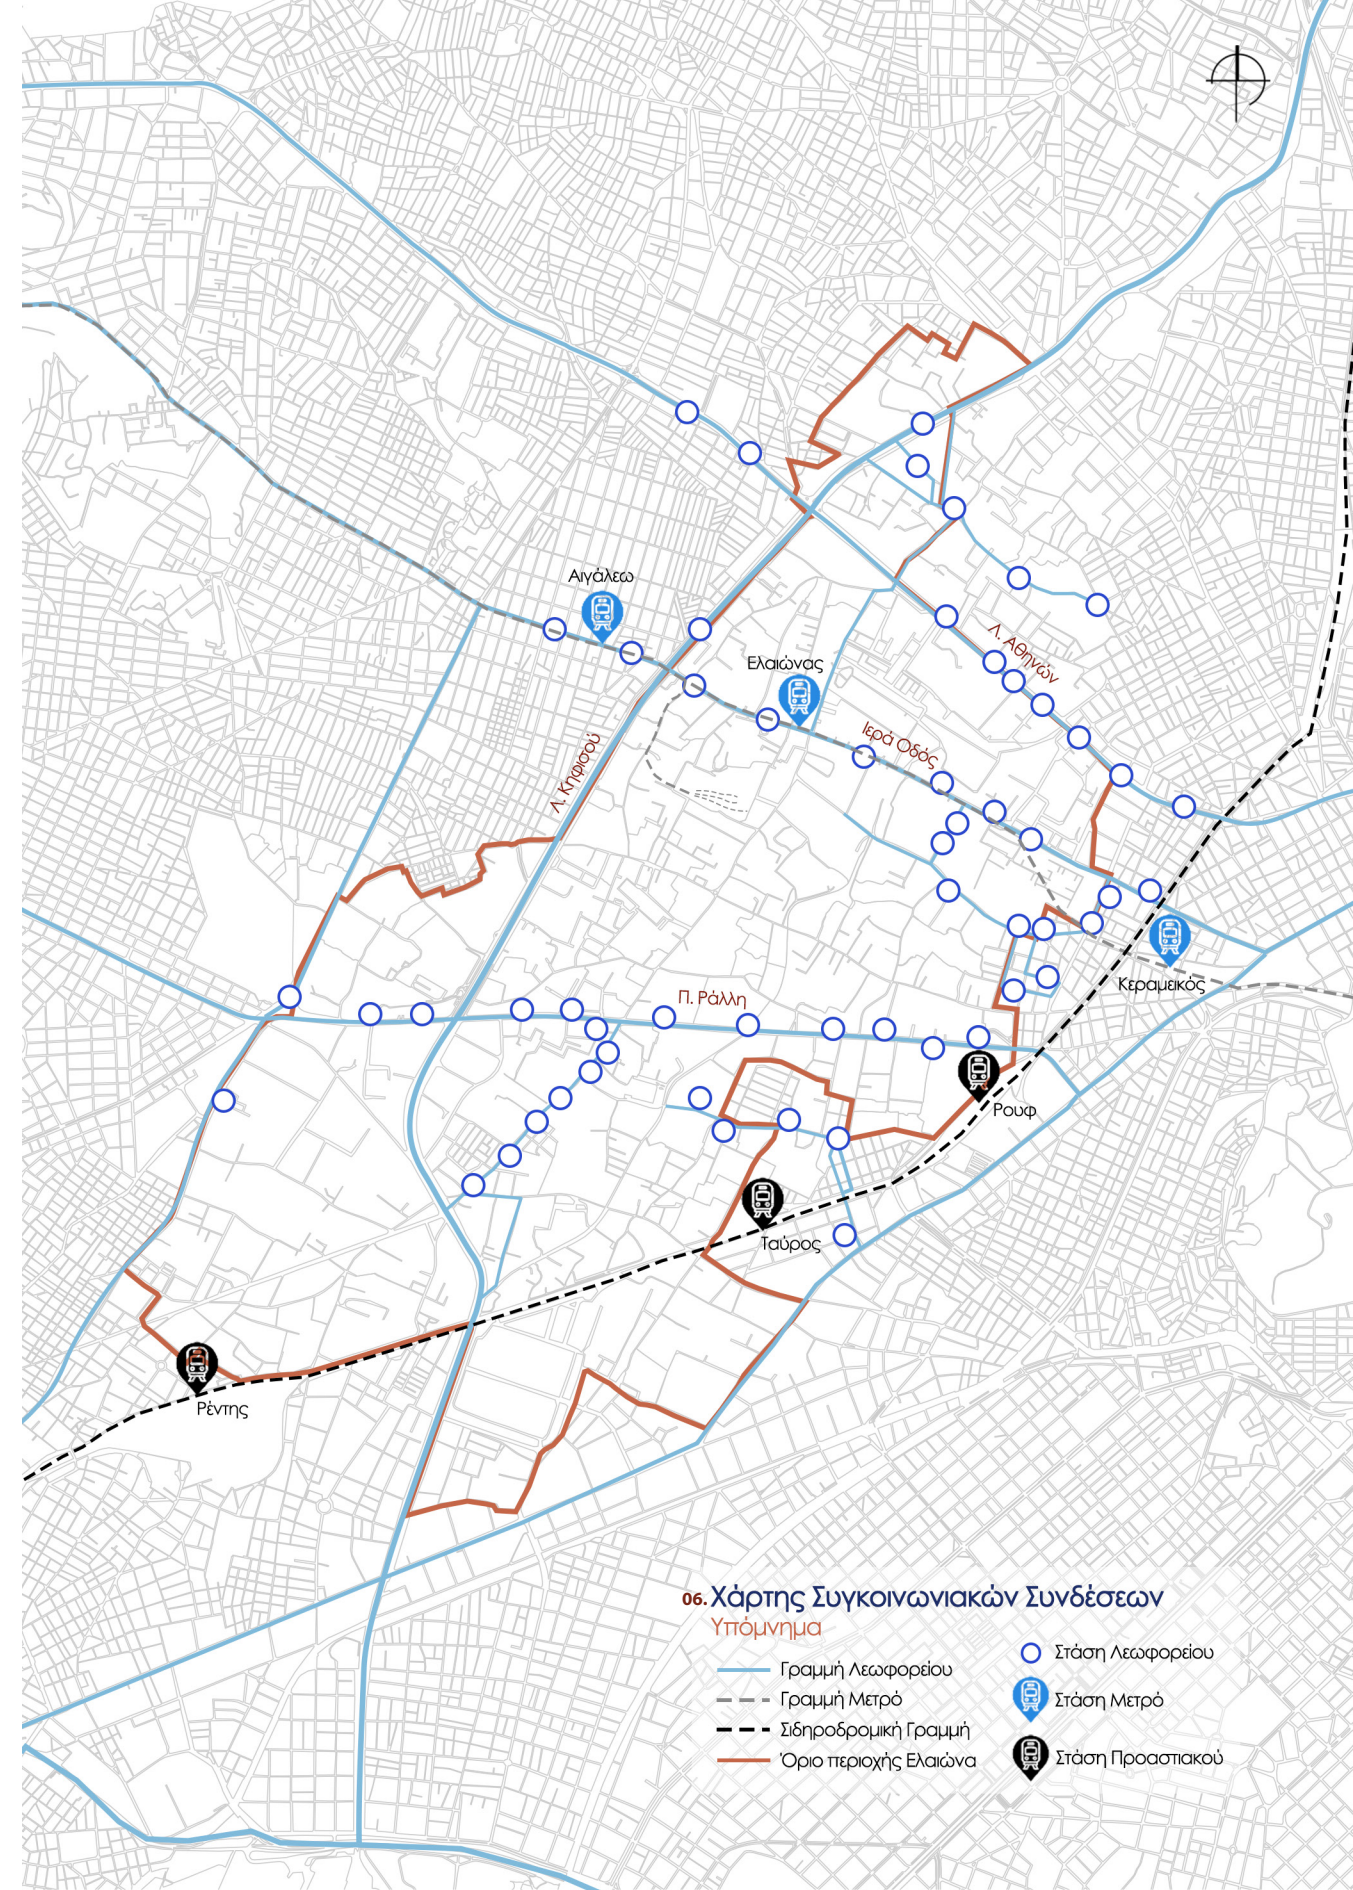 Αιγάλεω
Ελαιώνας
Λ. Αθηνών
Ιερά Οδός
Λ. Κηφισού
Κεραμεικός
Π. Ράλλη
Ρουφ
Ταύρος
Ρέντης
06. Χάρτης Συγκοινωνιακών Συνδέσεων
Υπόμνημα
Γραμμή Λεωφορείου
Γραμμή Μετρό
Σιδηροδρομική Γραμμή
Όριο περιοχής Ελαιώνα
Στάση Λεωφορείου
Στάση Μετρό
Στάση Προαστιακού